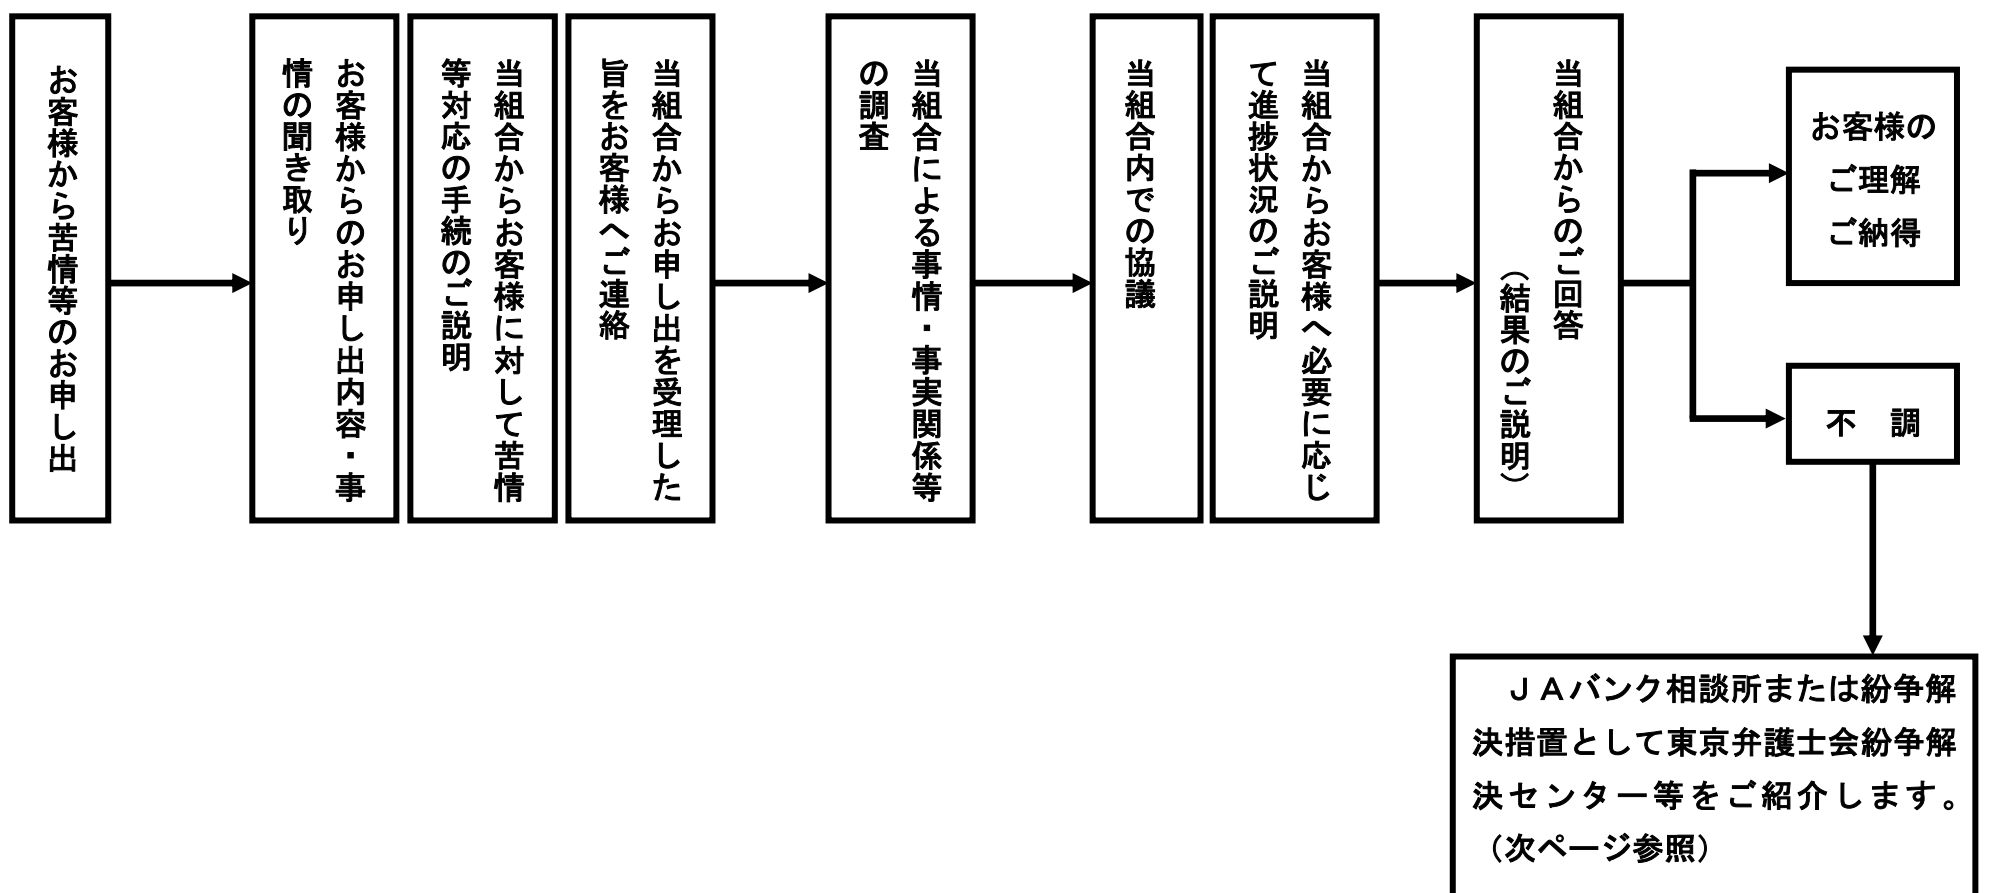 お客様から苦情等のお申し出
お客様からのお申し出内容・事
情の聞き取り
当組合からお客様に対して苦情
等対応の手続のご説明
当組合からお申し出を受理した
旨をお客様へご連絡
当組合による事情・事実関係等
の調査
当組合内での協議
当組合からお客様へ必要に応じ
て進捗状況のご説明
当組合からのご回答
（結果のご説明）
お客様の
ご理解
ご納得
不　調
ＪＡバンク相談所または紛争解
決措置として東京弁護士会紛争解
決センター等をご紹介します。
（次ページ参照）